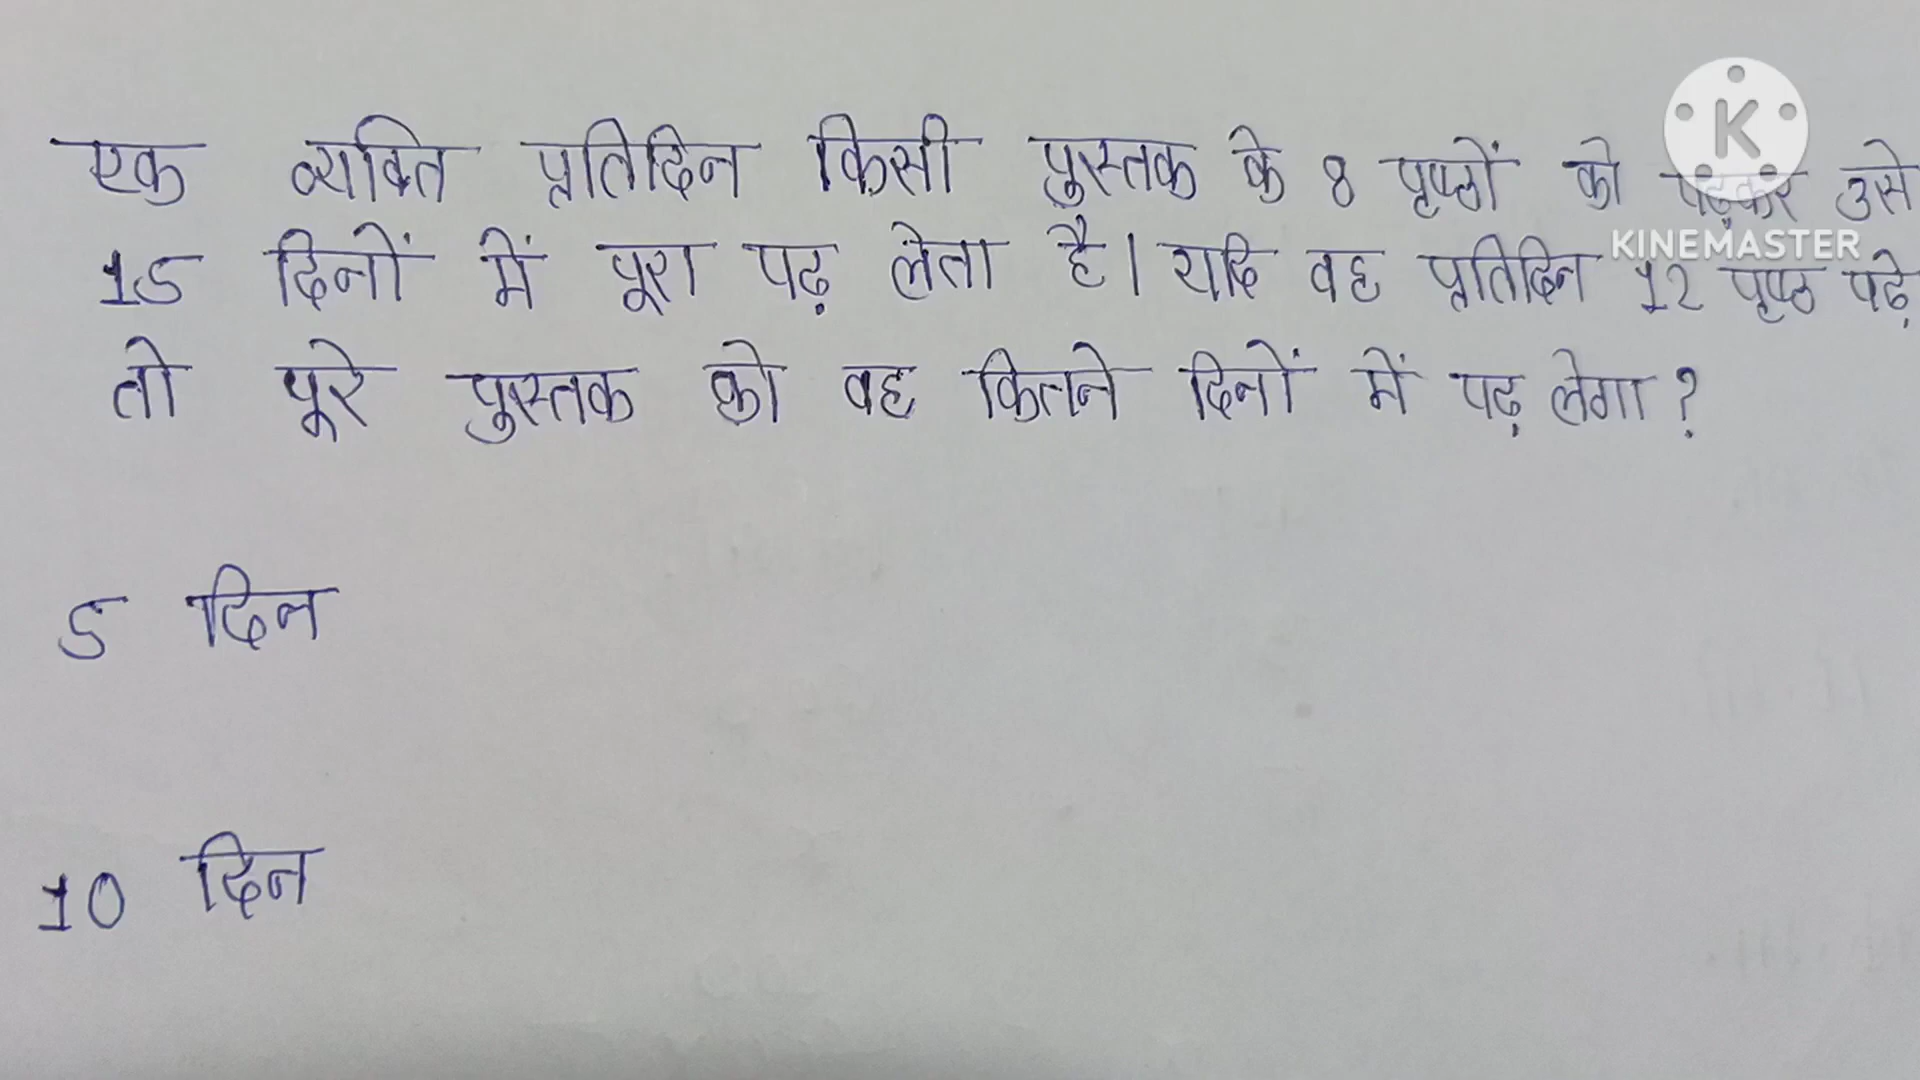 एक व्यक्ति प्रतिदिन किसी पुस्तक के 8 पृष्ठों को पढ़कर उसे
15 दिनों में पूरा पढ़ लेता है। यदि वह प्रतिदिन 12 पृष्ठ पढ़े
तो पूरे पुस्तक को वह कितने दिनों में पढ़ लेगा?
5 दिन
10 दिन
K
KINEMASTER